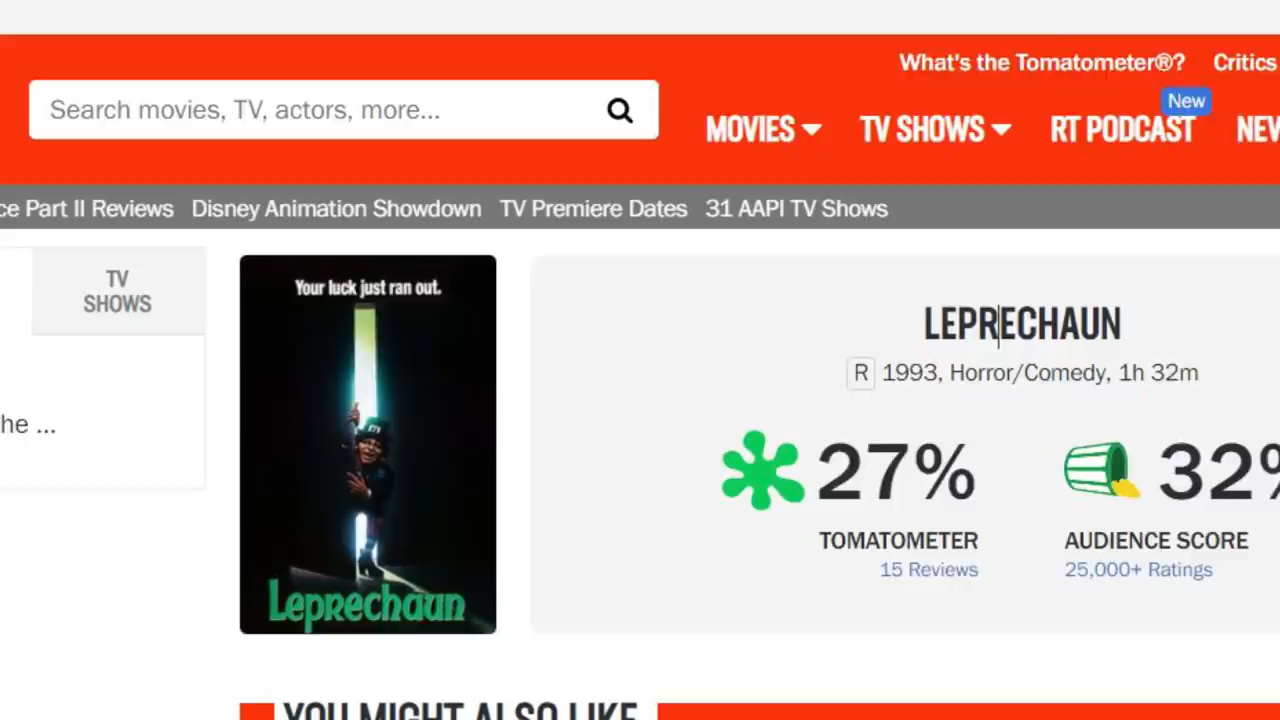 What's the Tomatometer®? Critics
Search movies, TV, actors, more...
MOVIES TV SHOWS RT PODCAST New
ce Part II Reviews Disney Animation Showdown TV Premiere Dates 31 AAPI TV Shows
TV
SHOWS
he ...
Your luck just ran out.
Leprechaun
LEPRECHAUN
R 1993, Horror/Comedy, 1h 32m
27% 32%
TOMATOMETER AUDIENCE SCORE
15 Reviews 25,000+ Ratings
YOU MIGHT ALSO LIKE